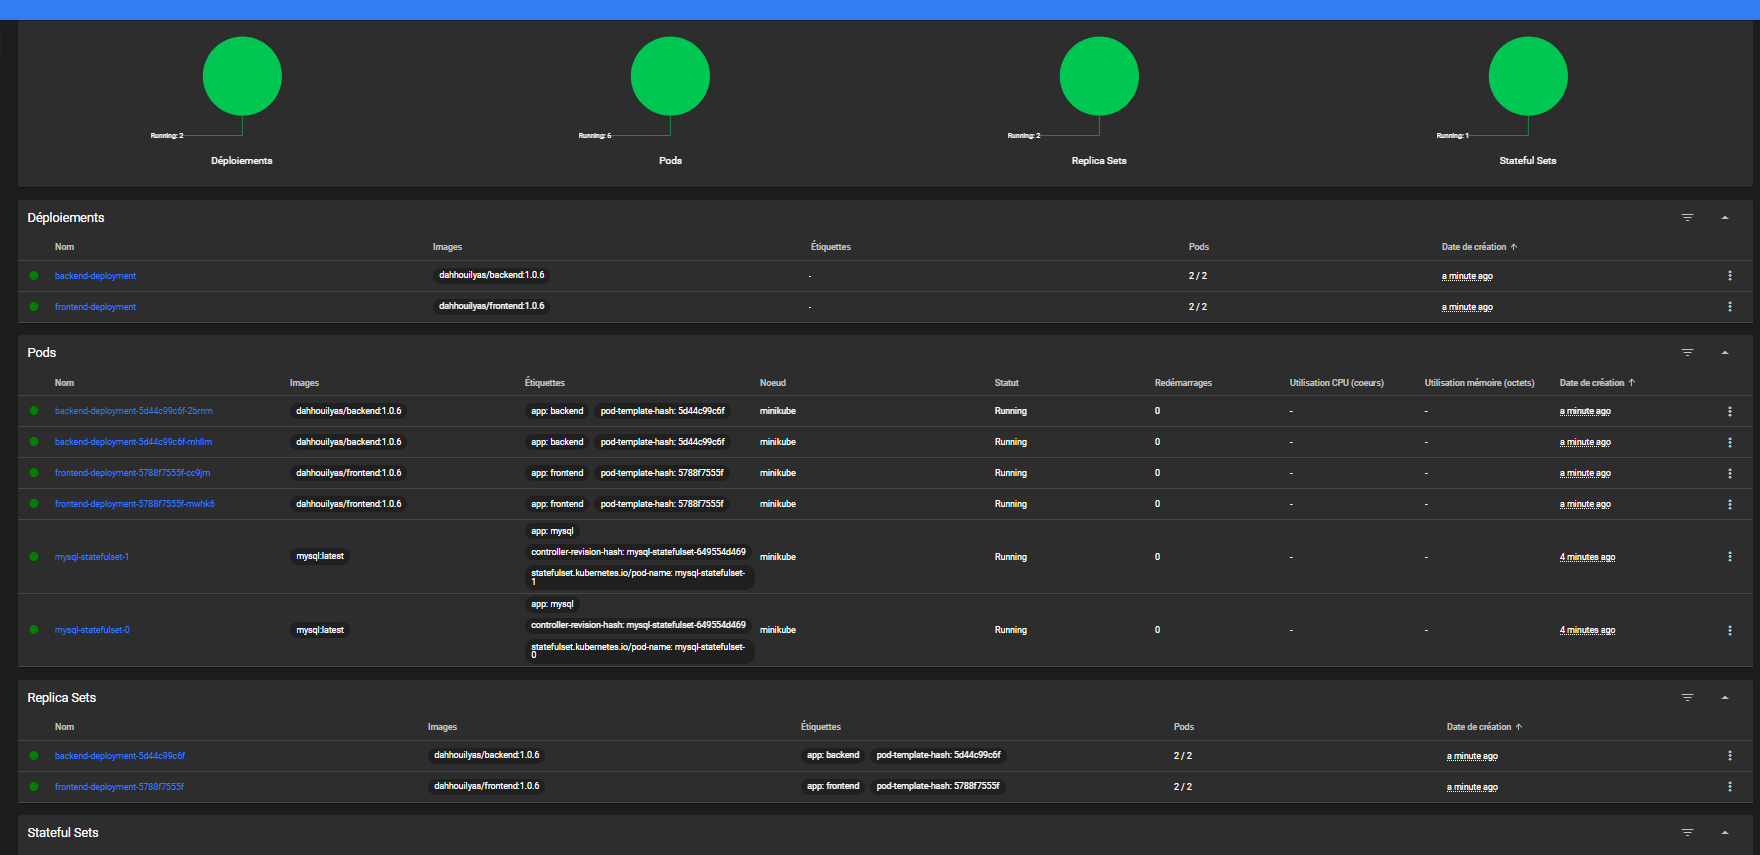 Running: 2
Running: 6
Running: 2
Running: 1
Déploiements
Pods
Replica Sets
Stateful Sets
Déploiements
Nom Images Étiquettes Pods Date de création
backend-deployment dahhouilyas/backend:1.0.6 - 2 / 2 a minute ago
frontend-deployment dahhouilyas/frontend:1.0.6 - 2 / 2 a minute ago
Pods
Nom Images Étiquettes Noeud Statut Redémarrages Utilisation CPU (coeurs) Utilisation mémoire (octets) Date de création
backend-deployment-5d44c99c6f-2brnm dahhouilyas/backend:1.0.6 app: backend pod-template-hash: 5d44c99c6f minikube Running 0 - - a minute ago
backend-deployment-5d44c99c6f-mhllm dahhouilyas/backend:1.0.6 app: backend pod-template-hash: 5d44c99c6f minikube Running 0 - - a minute ago
frontend-deployment-5788f7555f-cc9jm dahhouilyas/frontend:1.0.6 app: frontend pod-template-hash: 5788f7555f minikube Running 0 - - a minute ago
frontend-deployment-5788f7555f-mwhk6 dahhouilyas/frontend:1.0.6 app: frontend pod-template-hash: 5788f7555f minikube Running 0 - - a minute ago
app: mysql
mysql-statefulset-1 mysql:latest controller-revision-hash: mysql-statefulset-649554d469 minikube Running 0 - - 4 minutes ago
statefulset.kubernetes.io/pod-name: mysql-statefulset-
1
app: mysql
mysql-statefulset-0 mysql:latest controller-revision-hash: mysql-statefulset-649554d469 minikube Running 0 - - 4 minutes ago
statefulset.kubernetes.io/pod-name: mysql-statefulset-
0
Replica Sets
Nom Images Étiquettes Pods Date de création
backend-deployment-5d44c99c6f dahhouilyas/backend:1.0.6 app: backend pod-template-hash: 5d44c99c6f 2 / 2 a minute ago
frontend-deployment-5788f7555f dahhouilyas/frontend:1.0.6 app: frontend pod-template-hash: 5788f7555f 2 / 2 a minute ago
Stateful Sets